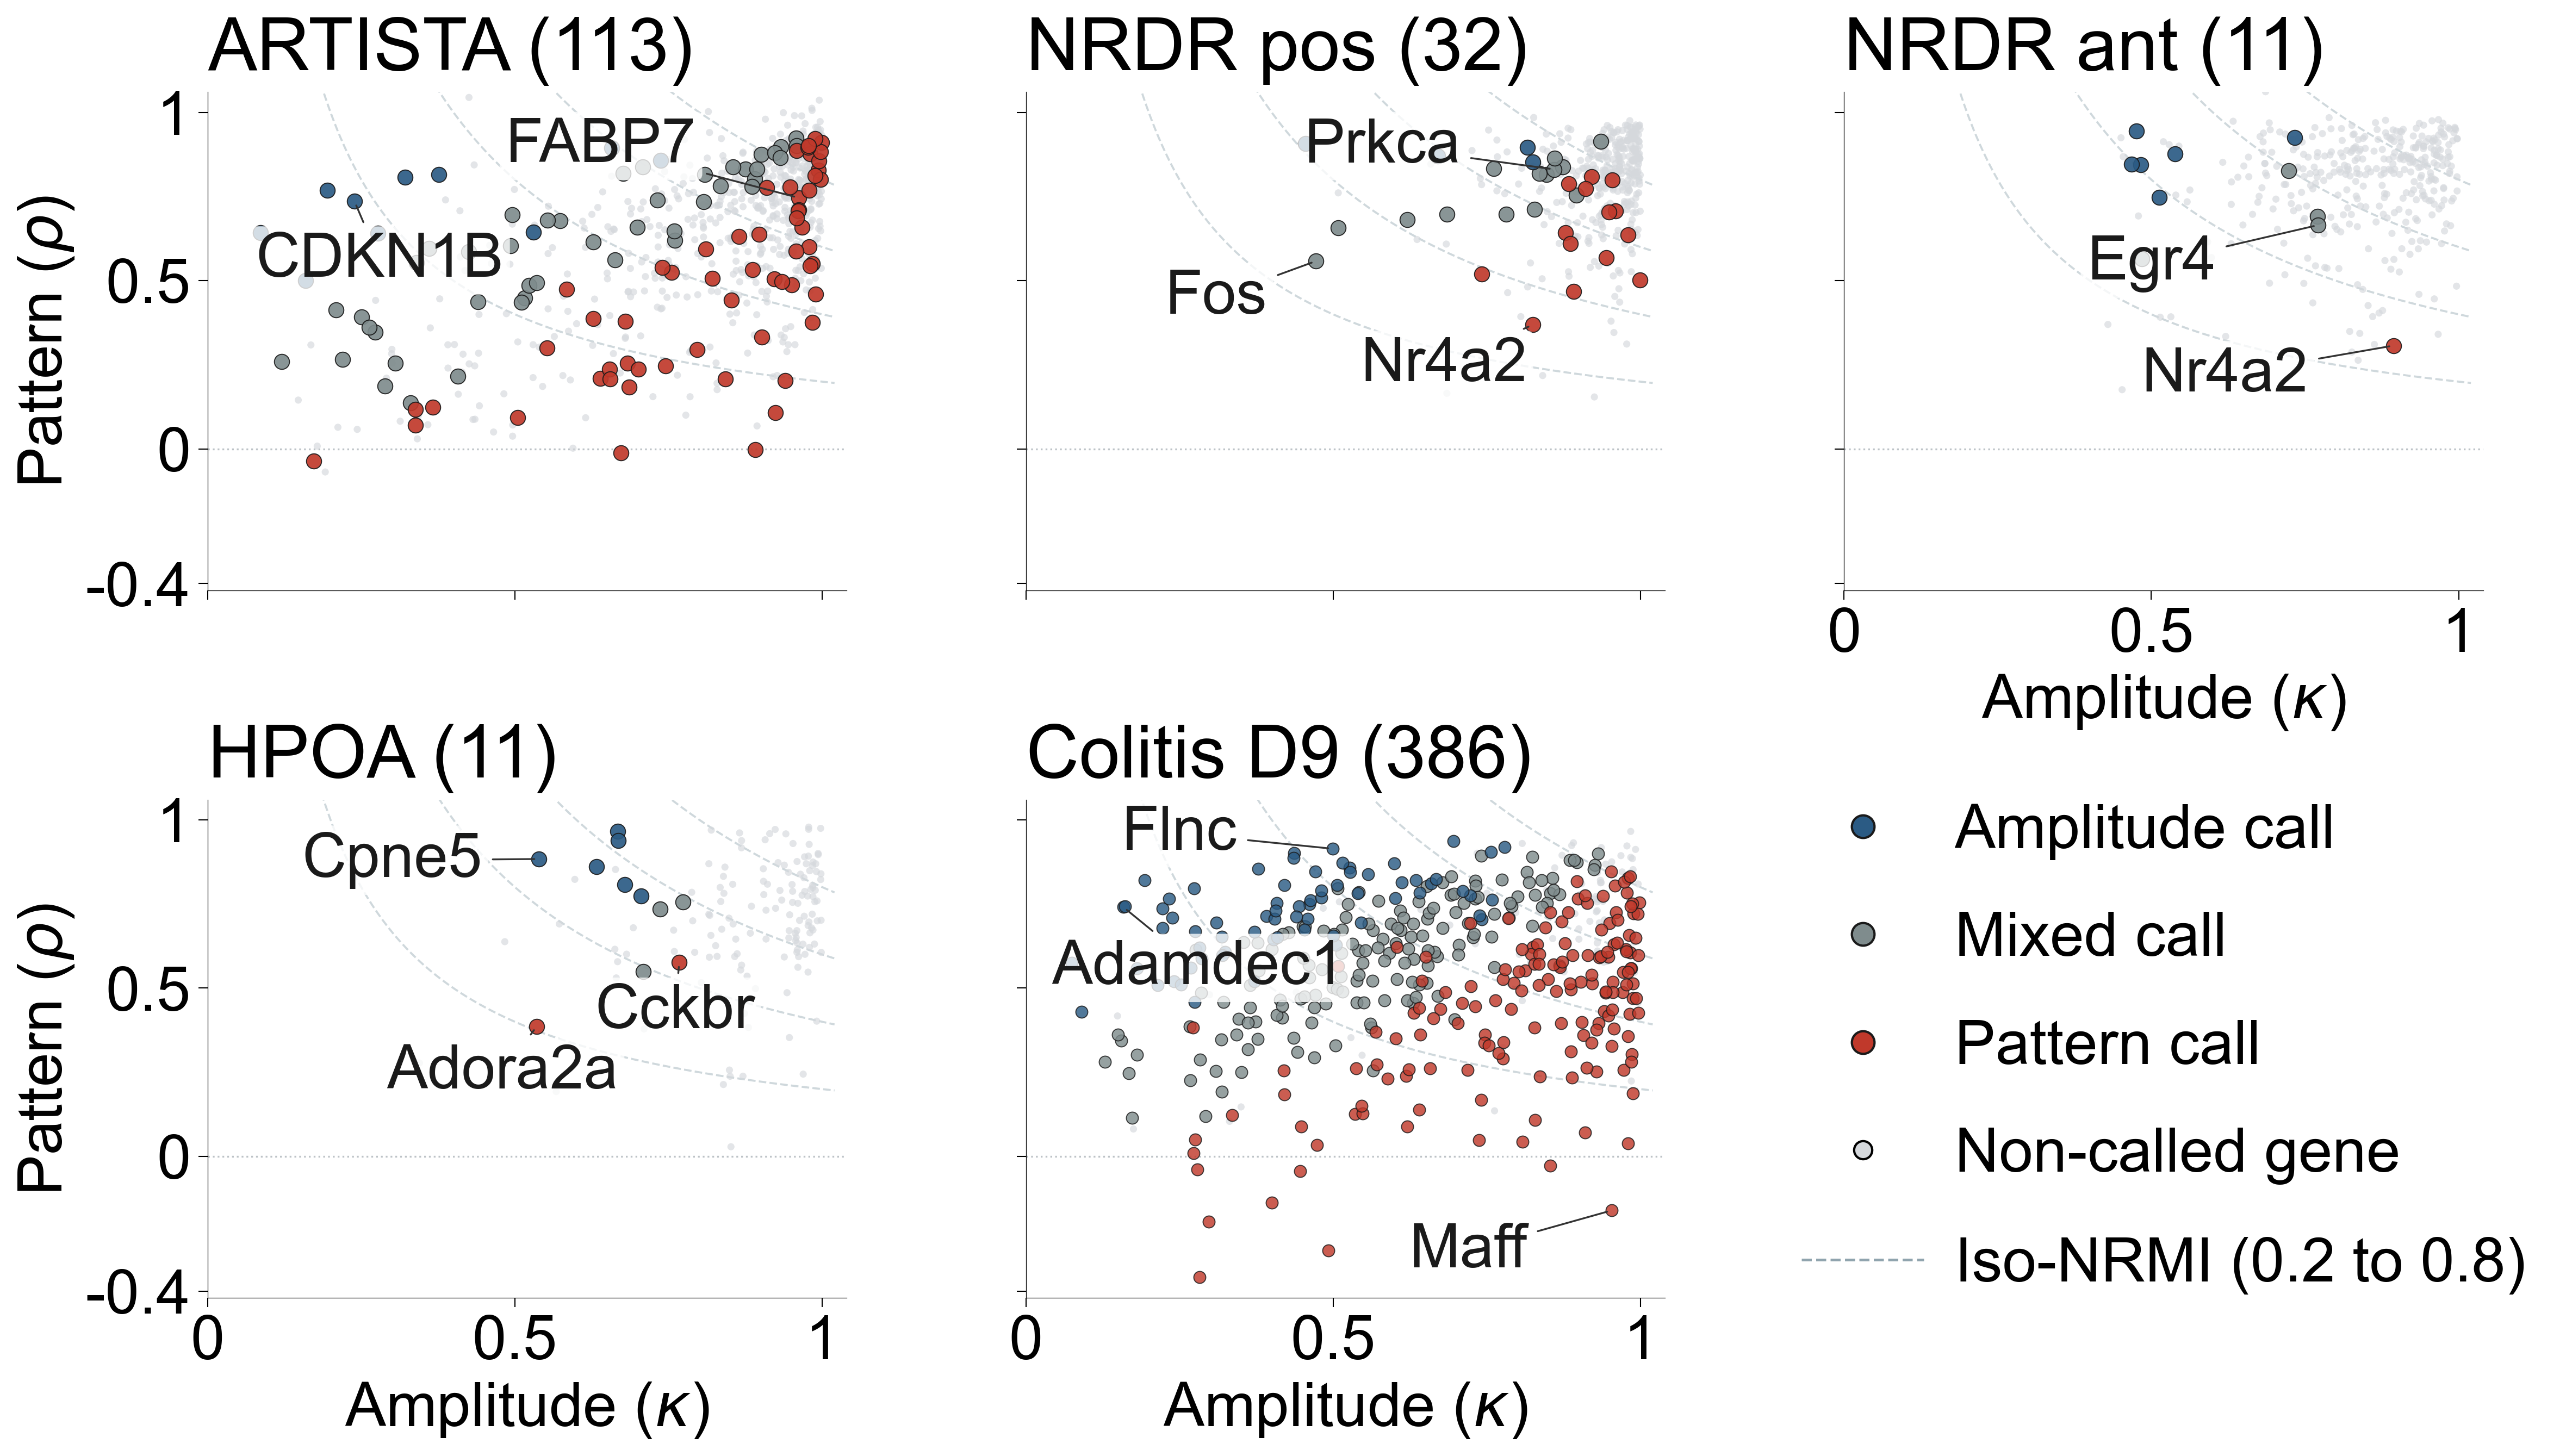 ARTISTA (113)
NRDR pos (32)
NRDR ant (11)
Pattern (ρ)
1
0.5
0
-0.4
FABP7
CDKN1B
Prkca
Fos
Nr4a2
Egr4
Nr4a2
0
0.5
1
Amplitude (κ)
HPOA (11)
Colitis D9 (386)
Pattern (ρ)
1
0.5
0
-0.4
Cpne5
Cckbr
Adora2a
0
0.5
1
Amplitude (κ)
Flnc
Adamdec1
Maff
0
0.5
1
Amplitude (κ)
Amplitude call
Mixed call
Pattern call
Non-called gene
Iso-NRMI (0.2 to 0.8)